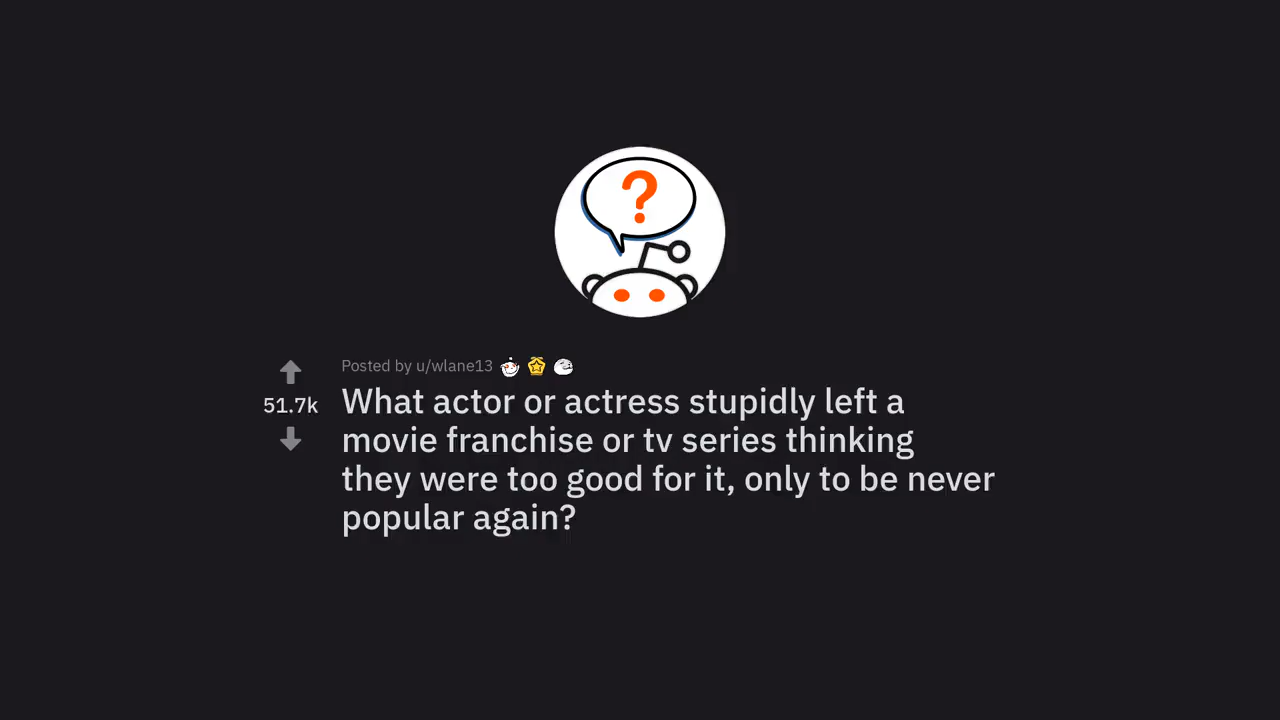 ?
Posted by u/wlane13
51.7k
What actor or actress stupidly left a
movie franchise or tv series thinking
they were too good for it, only to be never
popular again?